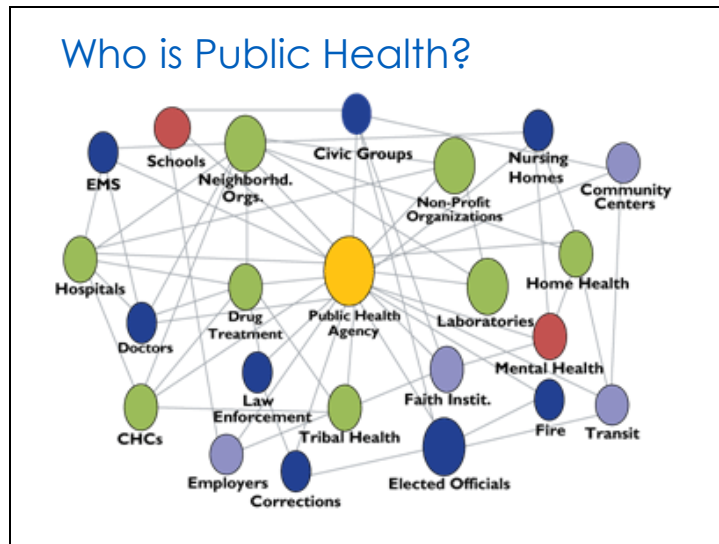 Who is Public Health?
Civic Groups
Schools
Nursing
Homes
EMS
Neighborhd.
Orgs.
Community
Centers
Non-Profit
Organizations
Hospitals
Home Health
Drug
Treatment
Public Health
Agency
Laboratories
Doctors
Mental Health
Law
Enforcement
Faith Instit.
CHCs
Tribal Health
Fire
Transit
Employers
Corrections
Elected Officials